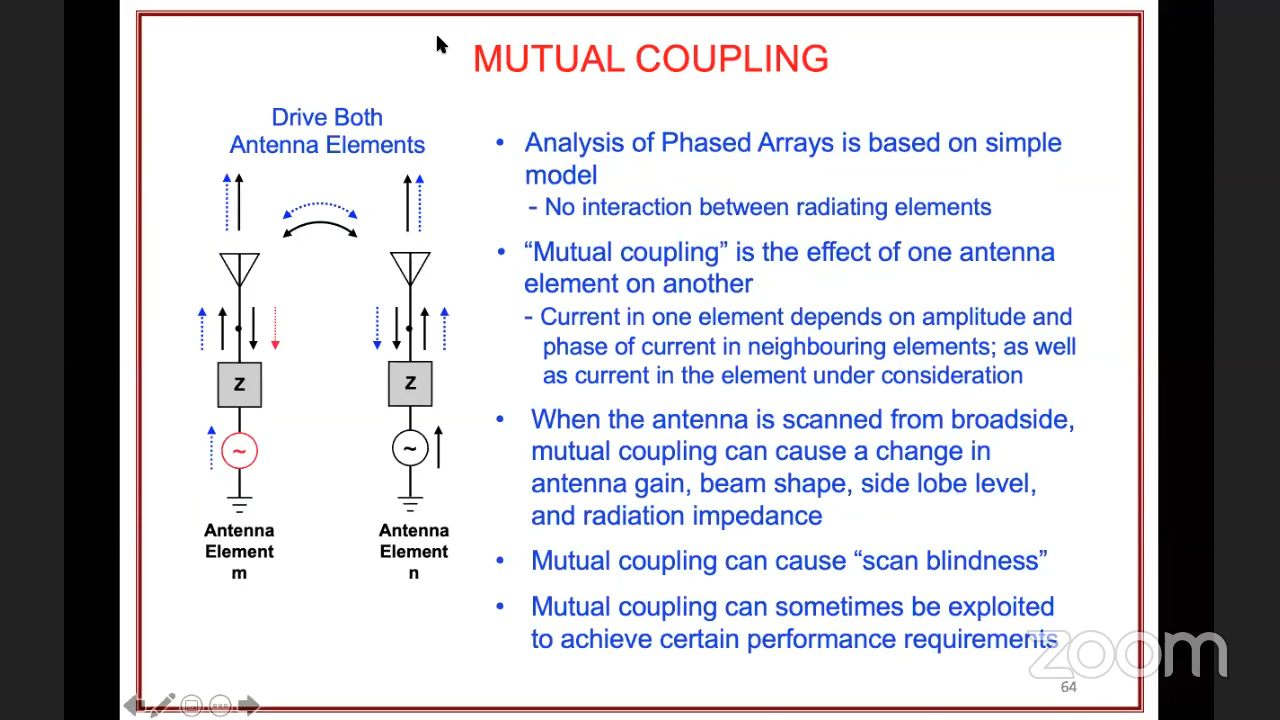 MUTUAL COUPLING
Drive Both
Antenna Elements
Z
~
Antenna
Element
m
Z
~
Antenna
Element
n
• Analysis of Phased Arrays is based on simple
model
- No interaction between radiating elements
• “Mutual coupling” is the effect of one antenna
element on another
- Current in one element depends on amplitude and
phase of current in neighbouring elements; as well
as current in the element under consideration
• When the antenna is scanned from broadside,
mutual coupling can cause a change in
antenna gain, beam shape, side lobe level,
and radiation impedance
• Mutual coupling can cause “scan blindness”
• Mutual coupling can sometimes be exploited
to achieve certain performance requirements
zoom
64